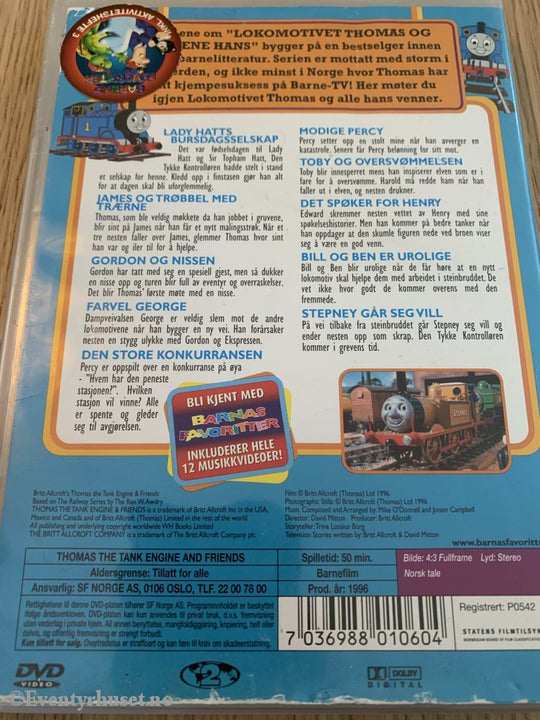 INKL. AKTIVITETSHEFTE 3
ene om "LOKOMOTIVET THOMAS OG
ENE HANS" bygger på en bestselger innen
barnelitteratur. Serien er mottatt med storm i
erden, og ikke minst i Norge hvor Thomas har
tt kjempesuksess på Barne-TV! Her møter du
igjen Lokomotivet Thomas og alle hans venner.
LADY HATTS
BURSDAGSSELSKAP
Det var fødselsdagen til Lady
Hatt og Sir Topham Hatt, Den
Tykke Kontrolløren hadde stelt i stand
et selskap for henne. Kledd opp i finstasen gjør han alt
for at dagen skal bli uforglemmelig.
JAMES OG TRØBBEL MED
TRÆRNE
Thomas, som ble veldig møkkete da han jobbet i gruvene,
blir sint på James når han får et nytt malingsstrøk. Når et
tre nesten faller over James, glemmer Thomas hvor sint
han var og iler til for å hjelpe.
GORDON OG NISSEN
Gordon har tatt med seg en spesiell gjest, men så dukker
en nisse opp og turen blir full av eventyr og overraskelser.
Det blir Thomas' første møte med en nisse.
FARVEL GEORGE
Dampveivalsen George er veldig slem mot de andre
lokomotivene når han bygger en ny vei. Han forårsaker
nesten en stygg ulykke med Gordon og Ekspressen.
DEN STORE KONKURRANSEN
Percy er oppspilt over en konkurranse på øya
- "Hvem har den peneste
stasjonen?". Hvilken
stasjon vil vinne? Alle
er spente og gleder
seg til avgjørelsen.
MODIGE PERCY
Percy setter opp en stolt mine når han avverger en
katastrofe. Senere får Percy belønning for sitt mot.
TOBY OG OVERSVØMMELSEN
Toby blir innesperret mens han inspiserer elven som er i
fare for å oversvømme. Harold må redde ham når han
faller ut i elven, og nesten drukner.
DET SPØKER FOR HENRY
Edward skremmer nesten vettet av Henry med sine
spøkelseshistorier. Men han kommer på bedre tanker når
han oppdager at den skumle figuren nede ved broen viser
seg å være en god venn.
BILL OG BEN ER UROLIGE
Bill og Ben blir urolige når de får høre at en nytt
lokomotiv skal hjelpe dem med arbeidet i steinbruddet. De
vet ikke hvor godt de kommer overens med den
fremmede.
STEPNEY GÅR SEG VILL
På vei tilbake fra steinbruddet går Stepney seg vill og
ender nesten opp som skrap. Den Tykke Kontrolløren
kommer i grevens tid.
BLI KJENT MED
BARNAS
FAVORITTER
INKLUDERER HELE
12 MUSIKKVIDEOER!
STEPNEY
Britt Allcroft's Thomas the Tank Engine & Friends
Based on The Railway Series by The Rev. W. Awdry.
THOMAS THE TANK ENGINE & FRIENDS is a trademark of Britt Allcroft Inc in the USA,
Mexico and Canada and of Britt Allcroft (Thomas) Limited in the rest of the world
All publishing and underlying copyright worldwide WH Books Limited
THE BRITT ALLCROFT COMPANY is a trademark of The Britt Allcroft Company plc
Film: © Britt Allcroft (Thomas) Ltd 1996
Photographic Stills: © Britt Allcroft (Thomas) Ltd 1996
Music Composed and Arranged by: Mike O'Donnell and Junior Campbell
Director: David Mitton Producer: Britt Allcroft
Storyteller: Trine Lossius Borg
Television Stories written by: Britt Allcroft & David Mitton
www.barnasfavoritte
THOMAS THE TANK ENGINE AND FRIENDS
Aldersgrense: Tillatt for alle
Ansvarlig: SF NORGE AS, 0106 OSLO, TLF. 22 00 78 00
Spilletid: 50 min.
Barnefilm
Prod. år: 1996
Bilde: 4:3 Fullframe Lyd: Stereo
Norsk tale
Rettighetene til denne DVD-platen tilhører SF Norge AS. Programinnholdet er beskyttet
ifølge åndsverkloven. DVD-platen kan kun anvendes til privat bruk, d.v.s. fremvisning
uten vederlag i private hjem. All annen benyttelse, mangfoldiggjøring, kopiering, heller eller
delvis, og offentlig fremvisning er strengt forbudt.
Kun tillatt for salg. Overtredelse er straffbart og kan føre til krav om skadeerstatning.
7 036988 010604
Registrert: P0542
STATENS FILMTILSYN
NORWEGIAN BOARD OF FILM CLASSIFICATION
DVD
VIDEO
2
DOLBY
DIGITAL
©Eventyrhuset.no